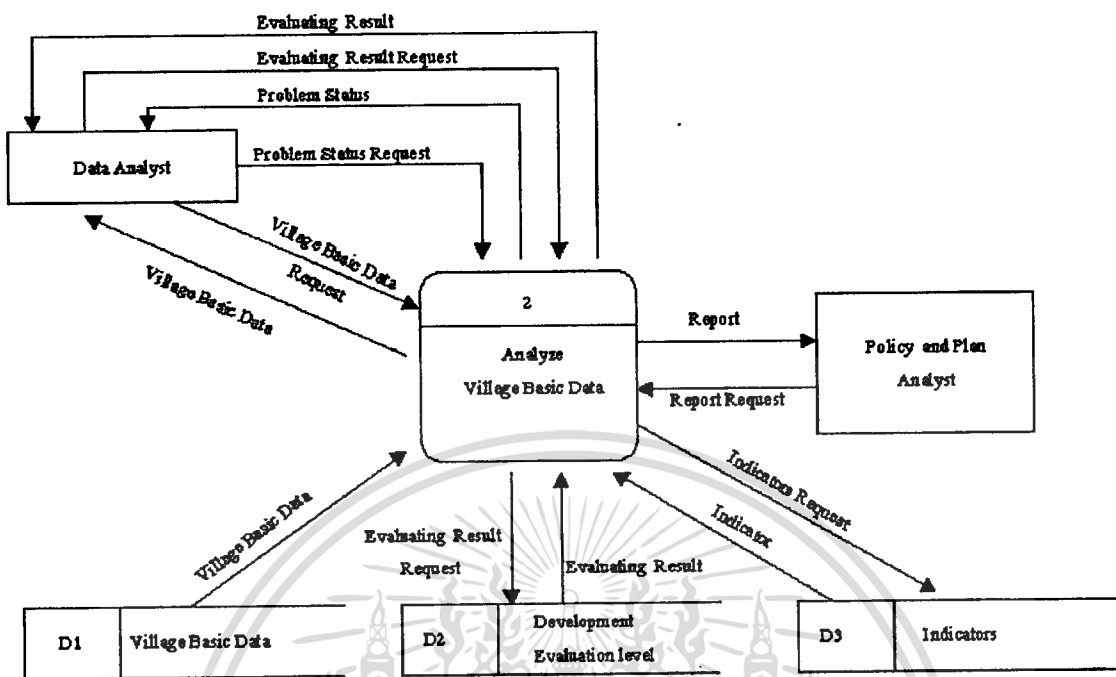 Evaluating Result
Evaluating Result Request
Problem Status
Data Analyst
Problem Status Request
Village Basic Data
Request
Village Basic Data
2
Analyze
Village Basic Data
Report
Policy and Plan
Analyst
Report Request
Village Basic Data
Evaluating Result
Request
Evaluating Result
Indicators Request
Indicator
D1
Village Basic Data
D2
Development
Evaluation level
D3
Indicators